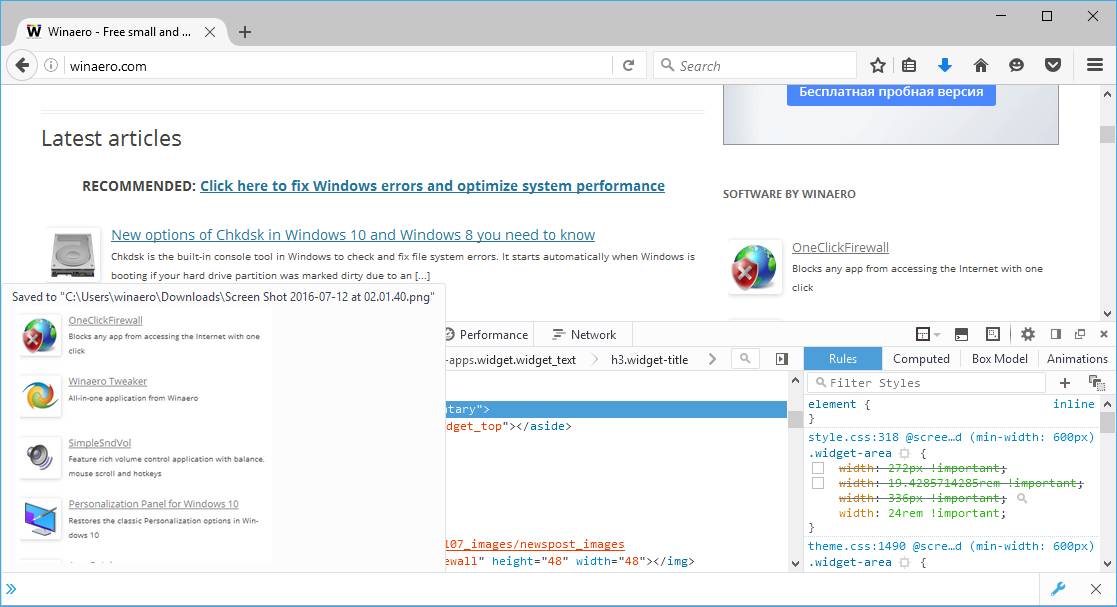 Winaero - Free small and ...
winaero.com
Search
Бесплатная пробная версия
Latest articles
RECOMMENDED: Click here to fix Windows errors and optimize system performance
New options of Chkdsk in Windows 10 and Windows 8 you need to know
Chkdsk is the built-in console tool in Windows to check and fix file system errors. It starts automatically when Windows is
booting if your hard drive partition was marked dirty due to an [...]
SOFTWARE BY WINAERO
OneClickFirewall
Blocks any app from accessing the Internet with one
click
Saved to "C:\Users\winaero\Downloads\Screen Shot 2016-07-12 at 02.01.40.png"
OneClickFirewall
Blocks any app from accessing the Internet with one
click
Winaero Tweaker
All-in-one application from Winaero
SimpleSndVol
Feature rich volume control application with balance,
mouse scroll and hotkeys
Personalization Panel for Windows 10
Restores the classic Personalization options in Win-
dows 10
Performance
Network
-apps.widget.widget_text
h3.widget-title
tary">
dget_top"></aside>
107_images/newspost_images
ewall" height="48" width="48"></img>
Rules
Computed
Box Model
Animations
Filter Styles
element {
inline
}
style.css:318 @scree…d (min-width: 600px)
.widget-area {
width: 272px !important;
width: 19.4285714285rem !important;
width: 336px !important;
width: 24rem !important;
}
theme.css:1490 @scree…d (min-width: 600px)
.widget-area {